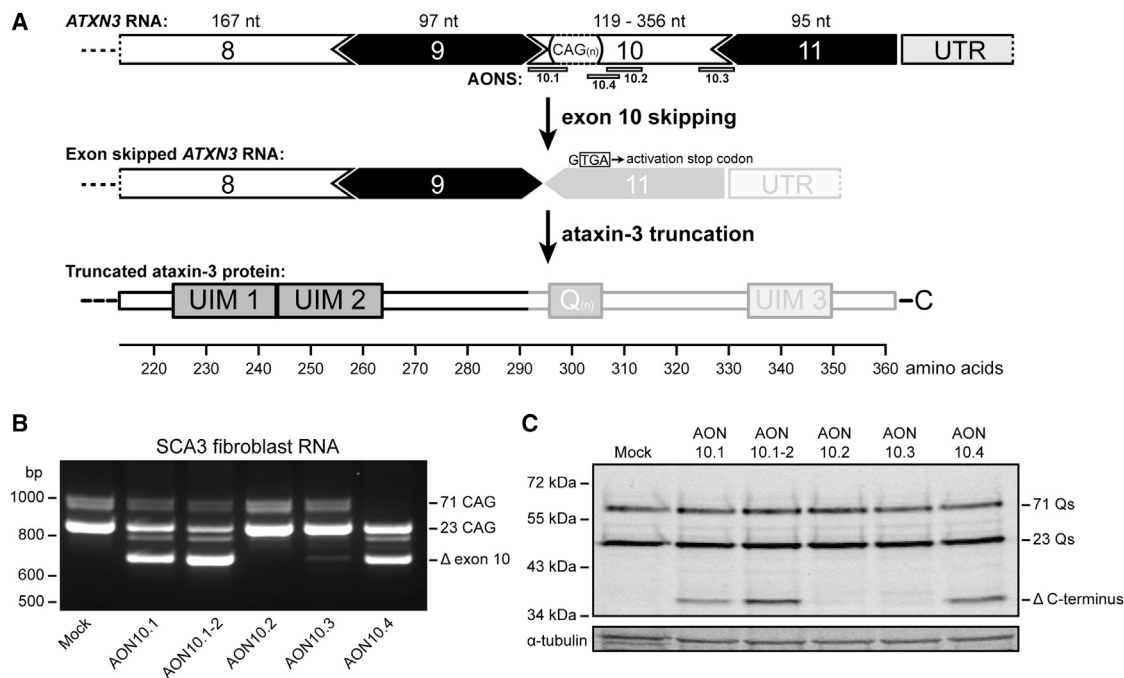 A
ATXN3 RNA:
167 nt 97 nt 119 - 356 nt 95 nt
8 9 CAG(n) 10 11 UTR
AONS: 10.1 10.4 10.2 10.3
exon 10 skipping
Exon skipped ATXN3 RNA:
GTGA→activation stop codon
8 9 11 UTR
ataxin-3 truncation
Truncated ataxin-3 protein:
UIM 1 UIM 2 Q(n) UIM 3 C
220 230 240 250 260 270 280 290 300 310 320 330 340 350 360 amino acids
B
SCA3 fibroblast RNA
bp
1000
800
600
500
71 CAG
23 CAG
Δ exon 10
Mock AON10.1 AON10.1-2 AON10.2 AON10.3 AON10.4
C
Mock AON 10.1 AON 10.1-2 AON 10.2 AON 10.3 AON 10.4
72 kDa
55 kDa
43 kDa
34 kDa
71 Qs
23 Qs
Δ C-terminus
α-tubulin